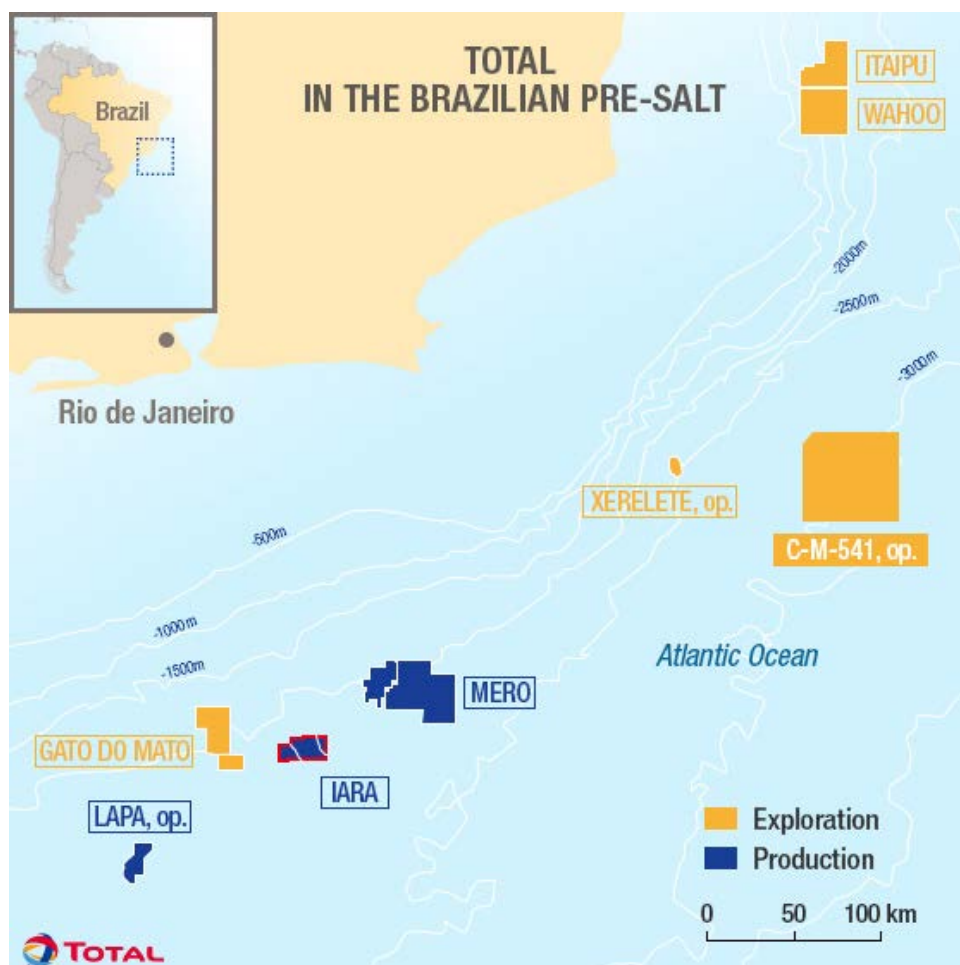 TOTAL
IN THE BRAZILIAN PRE-SALT
Brazil
ITAIPU
WAHOO
-2000m
-2500m
-3000m
Rio de Janeiro
XERELETE, op.
C-M-541, op.
-500m
-1000m
-1500m
Atlantic Ocean
MERO
GATO DO MATO
IARA
LAPA, op.
Exploration
Production
0 50 100 km
TOTAL